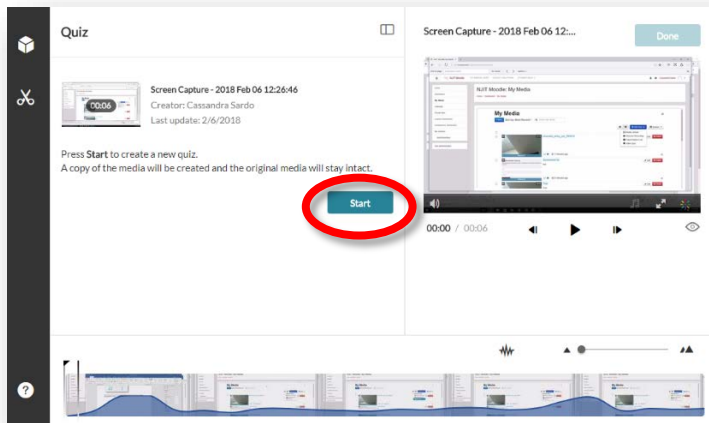 Quiz
Screen Capture - 2018 Feb 06 12:...
Done
00:06
Screen Capture - 2018 Feb 06 12:26:46
Creator: Cassandra Sardo
Last update: 2/6/2018
Press Start to create a new quiz.
A copy of the media will be created and the original media will stay intact.
Start
NJIT Moodle: My Media
My Media
00:00 / 00:06
?